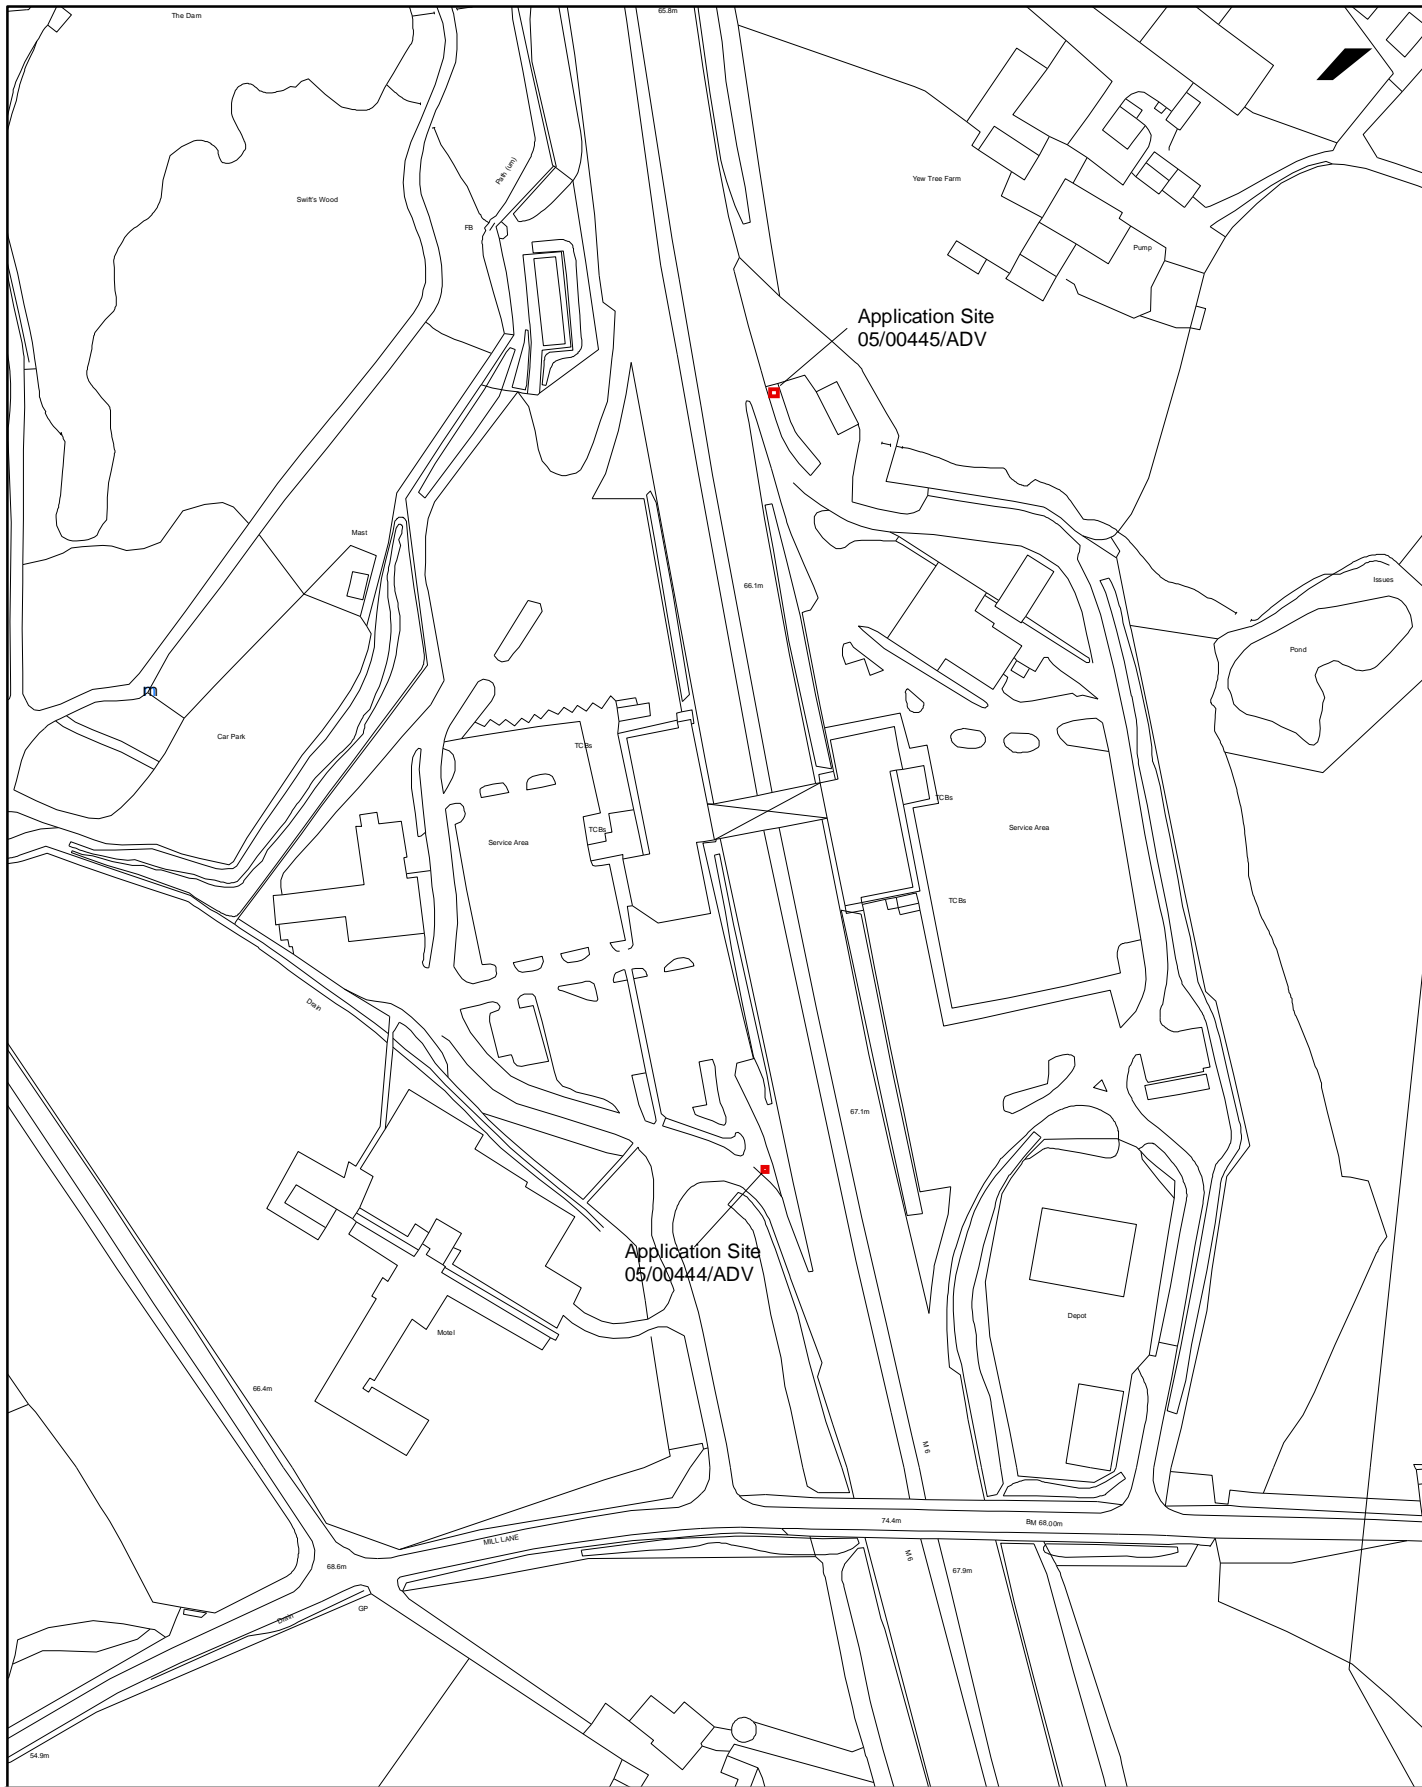 The Dam
65.8m
Path (um)
Yew Tree Farm
Swift's Wood
FB
Pump
Application Site
05/00445/ADV
Mast
66.1m
Issues
Pond
m
Car Park
TCBs
TCBs
TCBs
Service Area
Service Area
TCBs
Drain
67.1m
Application Site
05/00444/ADV
Depot
Motel
66.4m
M 6
74.4m
BM 68.00m
MILL LANE
M 6
68.6m
67.9m
GP
Drain
54.9m